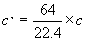 c' = 64/22.4 × c